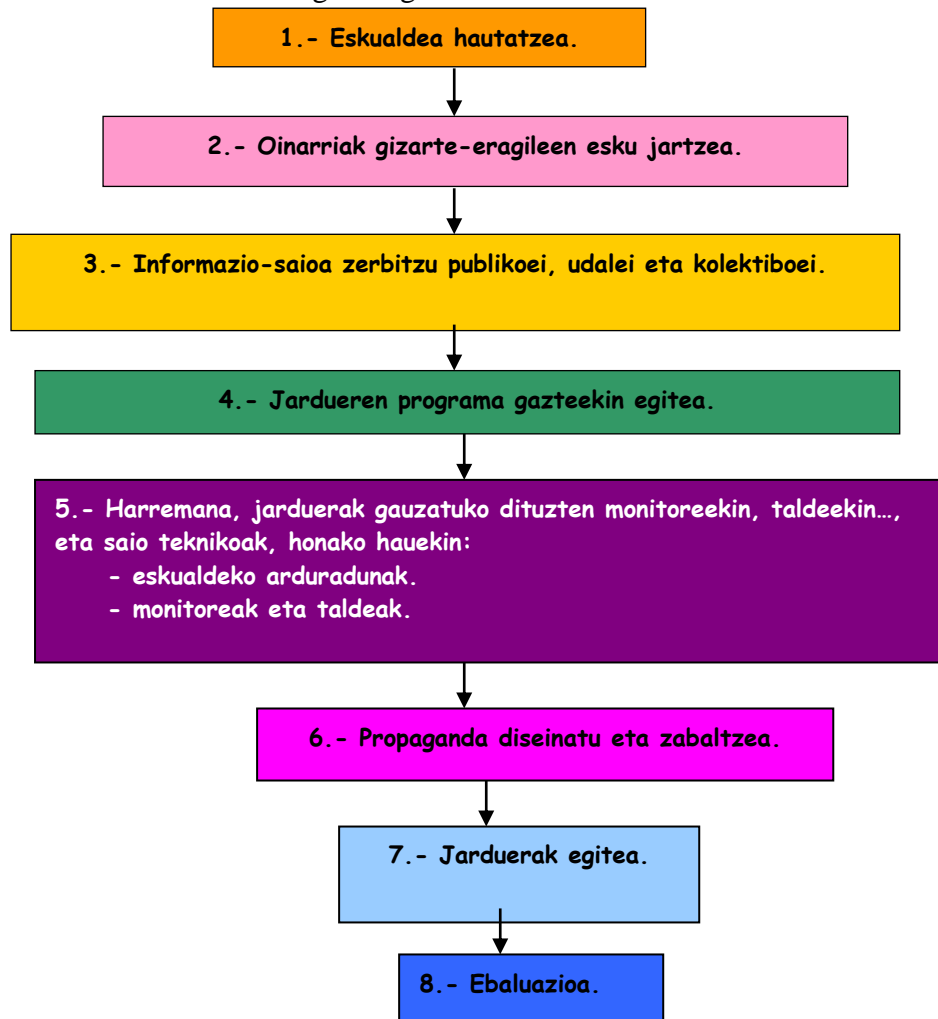 1.- Eskualdea hautatzea.
2.- Oinarriak gizarte-eragileen esku jartzea.
3.- Informazio-saioa zerbitzu publikoei, udalei eta kolektiboei.
4.- Jardueren programa gazteekin egitea.
5.- Harremana, jarduerak gauzatuko dituzten monitoreekin, taldeekin…,
eta saio teknikoak, honako hauekin:
- eskualdeko arduradunak.
- monitoreak eta taldeak.
6.- Propaganda diseinatu eta zabaltzea.
7.- Jarduerak egitea.
8.- Ebaluazioa.